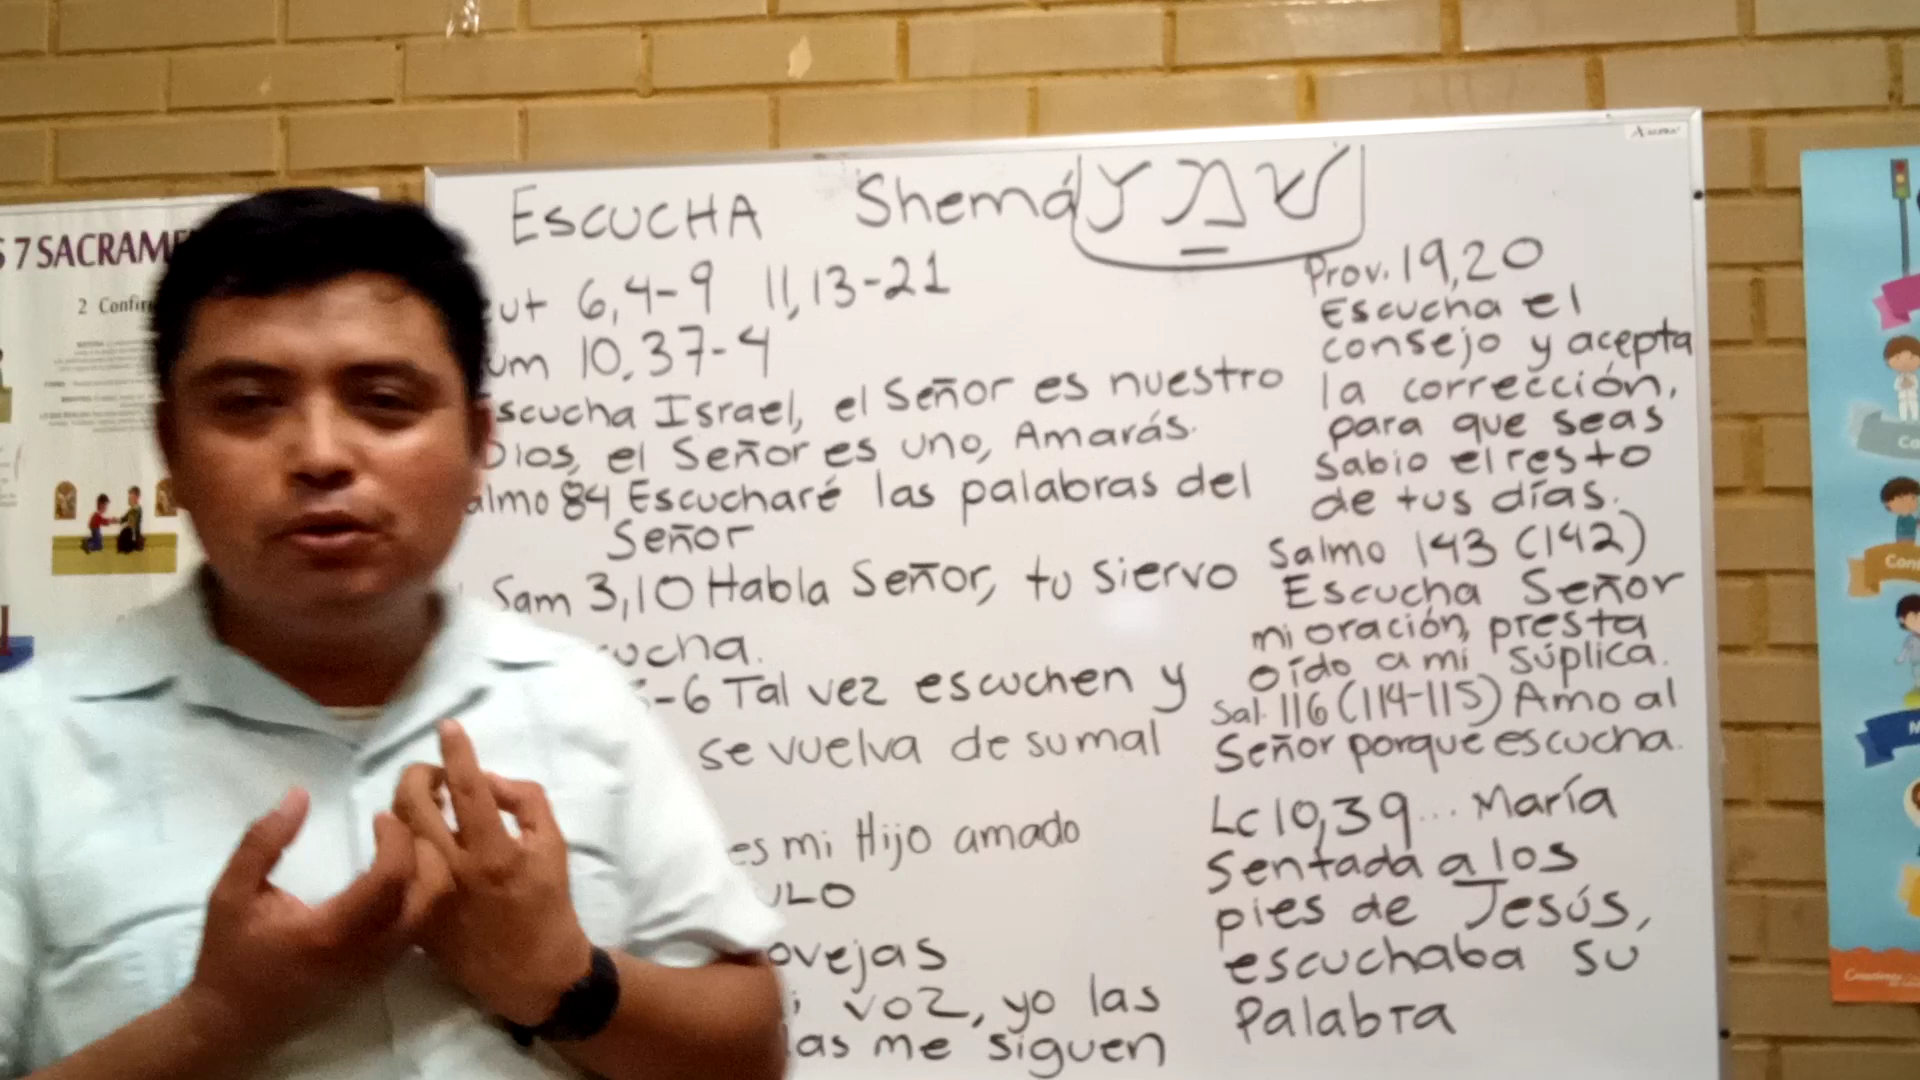 ESCUCHA Shemá שמע
ut 6,4-9 11,13-21
um 10,37-4
scucha Israel, el Señor es nuestro
Dios, el Señor es uno, Amarás.
almo 84 Escucharé las palabras del
Señor
Sam 3,10 Habla Señor, tu siervo
ucha.
-6 Tal vez escuchen y
se vuelva de su mal
es mi Hijo amado
ULO
ovejas
voz, yo las
as me siguen
Prov. 19,20
Escucha el
consejo y acepta
la corrección,
para que seas
sabio el resto
de tus días.
Salmo 143 (142)
Escucha Señor
mi oración, presta
oído a mi súplica.
Sal. 116 (114-115) Amo al
Señor porque escucha.
Lc 10,39... María
sentada a los
pies de Jesús,
escuchaba su
Palabra
S 7 SACRAME
2 Confir